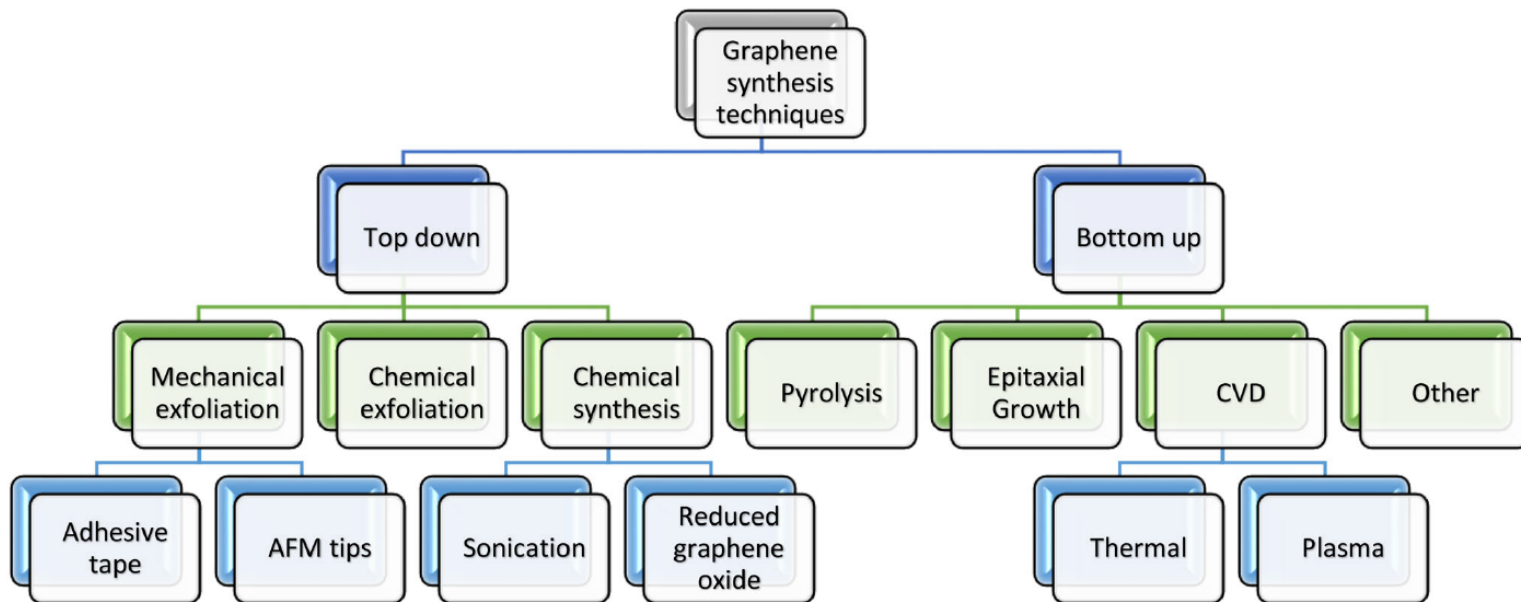 Graphene
synthesis
techniques
Top down
Bottom up
Mechanical
exfoliation
Chemical
exfoliation
Chemical
synthesis
Pyrolysis
Epitaxial
Growth
CVD
Other
Adhesive
tape
AFM tips
Sonication
Reduced
graphene
oxide
Thermal
Plasma